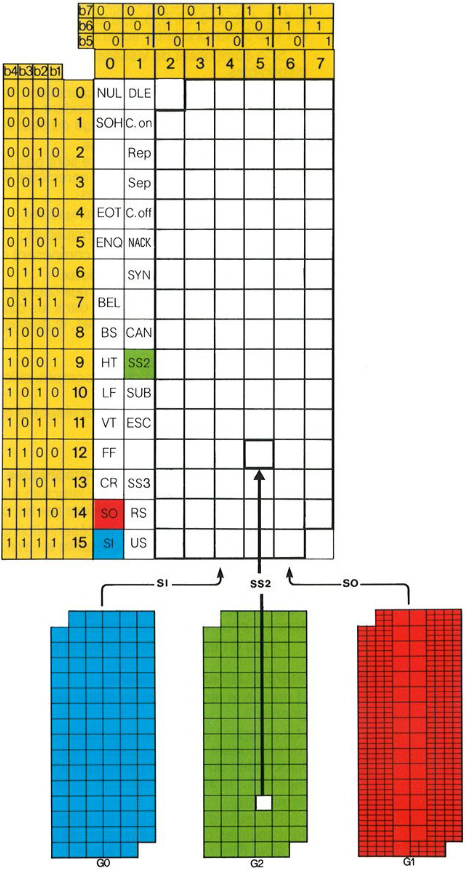 b7 0 0 0 0 1 1 1 1
b6 0 0 1 1 0 0 1 1
b5 0 1 0 1 0 1 0 1
b4 b3 b2 b1 0 1 2 3 4 5 6 7
0 0 0 0 0 NUL DLE
0 0 0 1 1 SOH C.on
0 0 1 0 2 Rep
0 0 1 1 3 Sep
0 1 0 0 4 EOT C.off
0 1 0 1 5 ENQ NACK
0 1 1 0 6 SYN
0 1 1 1 7 BEL
1 0 0 0 8 BS CAN
1 0 0 1 9 HT SS2
1 0 1 0 10 LF SUB
1 0 1 1 11 VT ESC
1 1 0 0 12 FF
1 1 0 1 13 CR SS3
1 1 1 0 14 SO RS
1 1 1 1 15 SI US
SI SS2 SO
G0 G2 G1